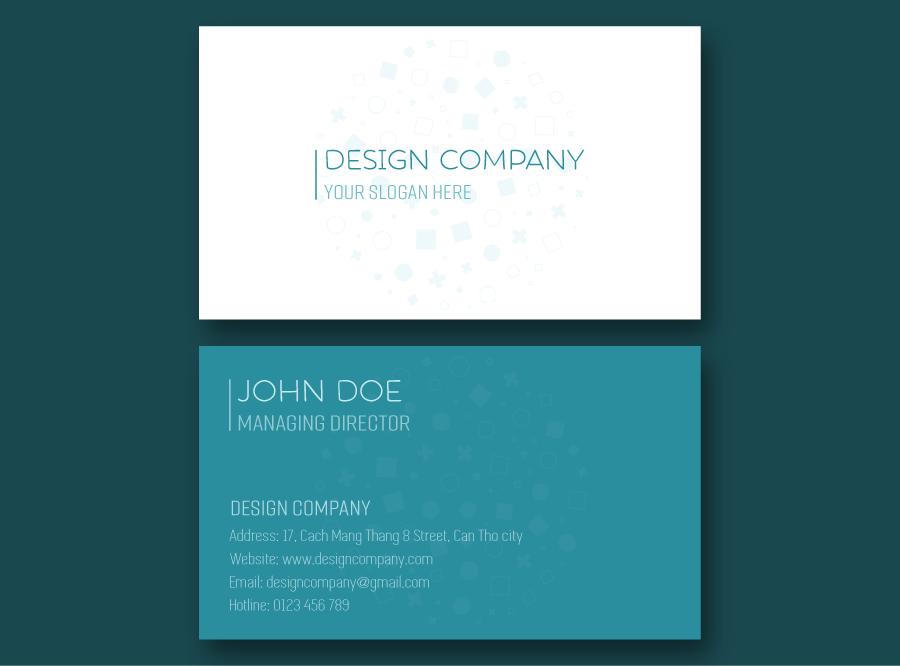 DESIGN COMPANY
YOUR SLOGAN HERE
JOHN DOE
MANAGING DIRECTOR
DESIGN COMPANY
Address: 17, Cach Mang Thang 8 Street, Can Tho city
Website: www.designcompany.com
Email: designcompany@gmail.com
Hotline: 0123 456 789